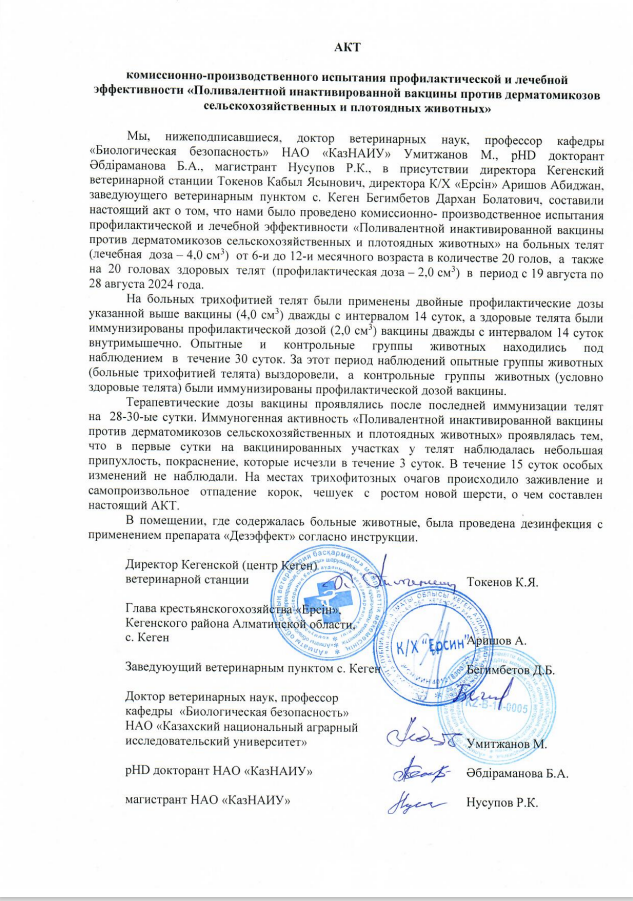 АКТ
комиссионно-производственного испытания профилактической и лечебной
эффективности «Поливалентной инактивированной вакцины против дерматомикозов
сельскохозяйственных и плотоядных животных»
Мы, нижеподписавшиеся, доктор ветеринарных наук, профессор кафедры
«Биологическая безопасность» НАО «КазНАИУ» Умитжанов М., pHD докторант
Әбдіраманова Б.А., магистрант Нусупов Р.К., в присутствии директора Кегенский
ветеринарной станции Токенов Кабыл Ясынович, директора К/Х «Ерсін» Аришов Абиджан,
заведуюущего ветеринарным пунктом с. Кеген Бегимбетов Дархан Болатович, составили
настоящий акт о том, что нами было проведено комиссионно- производственное испытания
профилактической и лечебной эффективности «Поливалентной инактивированной вакцины
против дерматомикозов сельскохозяйственных и плотоядных животных» на больных телят
(лечебная доза – 4,0 см³) от 6-и до 12-и месячного возраста в количестве 20 голов, а также
на 20 головах здоровых телят (профилактическая доза – 2,0 см³) в период с 19 августа по
28 августа 2024 года.
На больных трихофитией телят были применены двойные профилактические дозы
указанной выше вакцины (4,0 см³) дважды с интервалом 14 суток, а здоровые телята были
иммунизированы профилактической дозой (2,0 см³) вакцины дважды с интервалом 14 суток
внутримышечно. Опытные и контрольные группы животных находились под
наблюдением в течение 30 суток. За этот период наблюдений опытные группы животных
(больные трихофитией телята) выздоровели, а контрольные группы животных (условно
здоровые телята) были иммунизированы профилактической дозой вакцины.
Терапевтические дозы вакцины проявлялись после последней иммунизации телят
на 28-30-ые сутки. Иммуногенная активность «Поливалентной инактивированной вакцины
против дерматомикозов сельскохозяйственных и плотоядных животных» проявлялась тем,
что в первые сутки на вакцинированных участках у телят наблюдалась небольшая
припухлость, покраснение, которые исчезли в течение 3 суток. В течение 15 суток особых
изменений не наблюдали. На местах трихофитозных очагов происходило заживление и
самопроизвольное отпадение корок, чешуек с ростом новой шерсти, о чем составлен
настоящий АКТ.
В помещении, где содержалась больные животные, была проведена дезинфекция с
применением препарата «Дезэффект» согласно инструкции.
Директор Кегенской (центр Кеген)
ветеринарной станции Токенов К.Я.
Глава крестьянскогохозяйства «Ерсін»,
Кегенского района Алматинской области,
с. Кеген Аришов А.
К/Х "Ерсин"
Заведуюущий ветеринарным пунктом с. Кеген Бегимбетов Д.Б.
Доктор ветеринарных наук, профессор
кафедры «Биологическая безопасность»
НАО «Казахский национальный аграрный
исследовательский университет» Умитжанов М.
pHD докторант НАО «КазНАИУ» Әбдіраманова Б.А.
магистрант НАО «КазНАИУ» Нусупов Р.К.